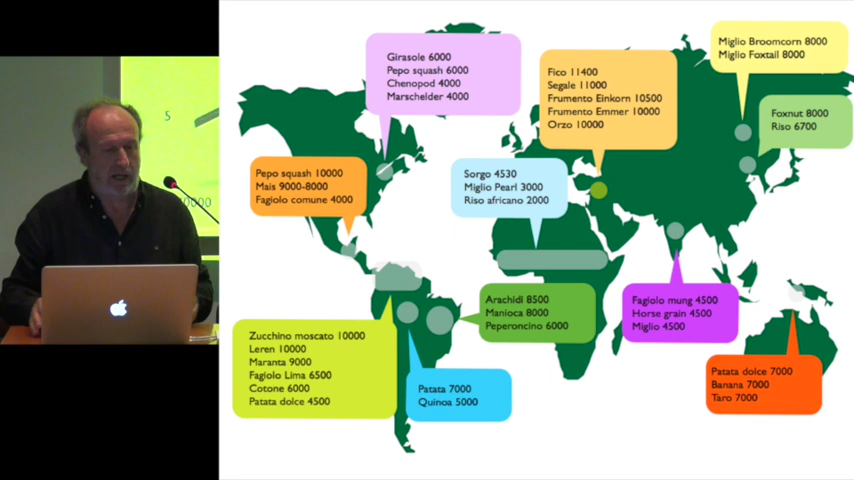 Girasole 6000
Pepo squash 6000
Chenopod 4000
Marschelder 4000
Fico 11400
Segale 11000
Frumento Einkorn 10500
Frumento Emmer 10000
Orzo 10000
Miglio Broomcorn 8000
Miglio Foxtail 8000
Foxnut 8000
Riso 6700
Pepo squash 10000
Mais 9000-8000
Fagiolo comune 4000
Sorgo 4530
Miglio Pearl 3000
Riso africano 2000
Arachidi 8500
Manioca 8000
Peperoncino 6000
Fagiolo mung 4500
Horse grain 4500
Miglio 4500
Zucchino moscato 10000
Leren 10000
Maranta 9000
Fagiolo Lima 6500
Cotone 6000
Patata dolce 4500
Patata 7000
Quinoa 5000
Patata dolce 7000
Banana 7000
Taro 7000
5